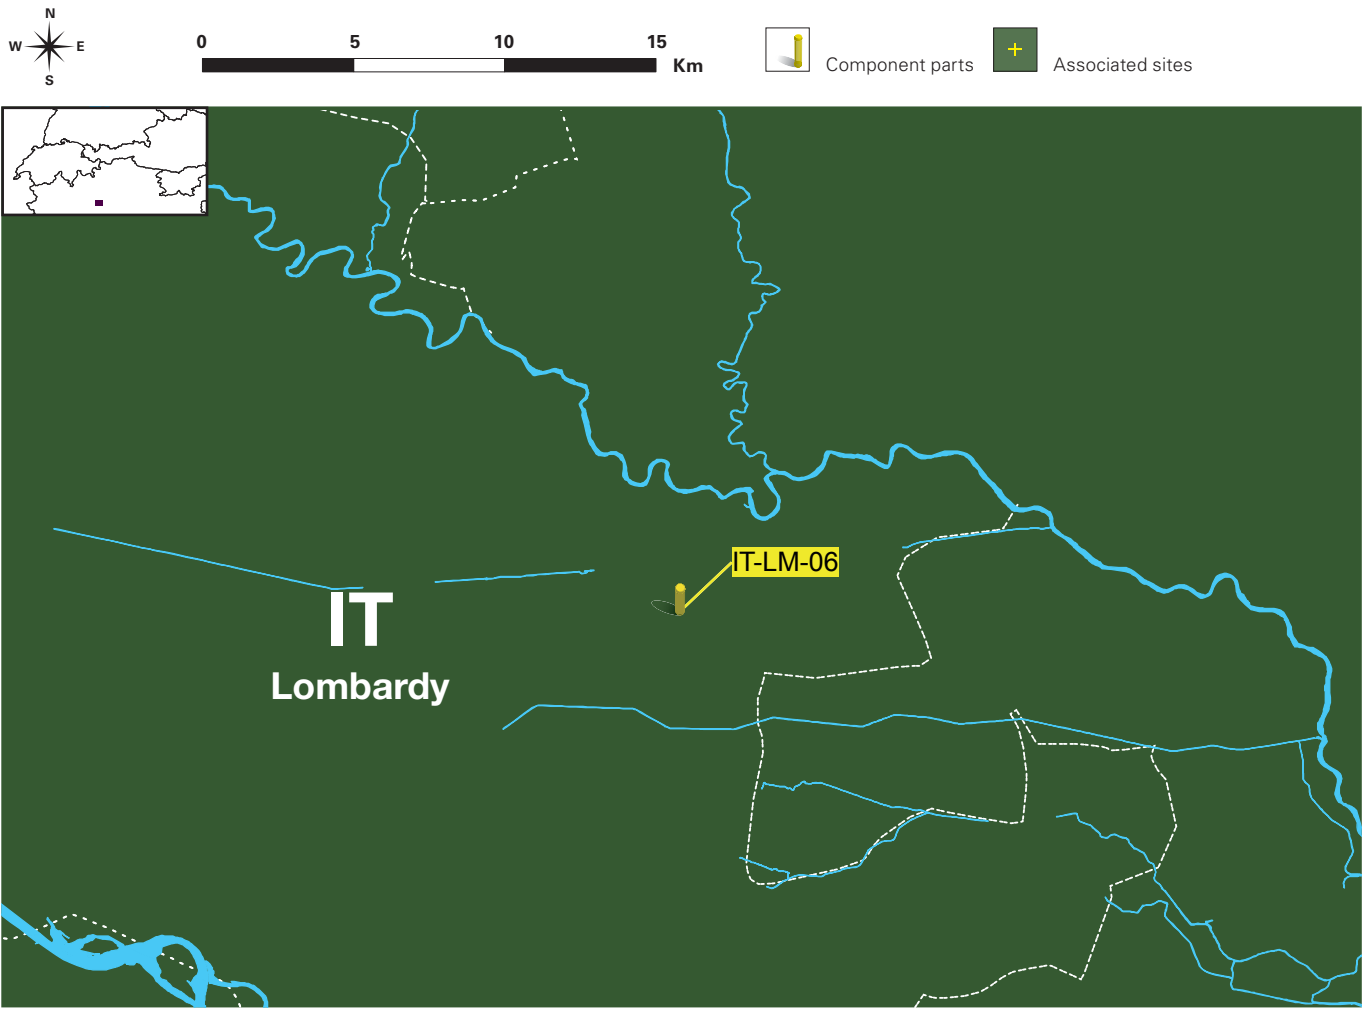 N
W E
S
0 5 10 15
Km
Component parts
Associated sites
IT-LM-06
IT
Lombardy